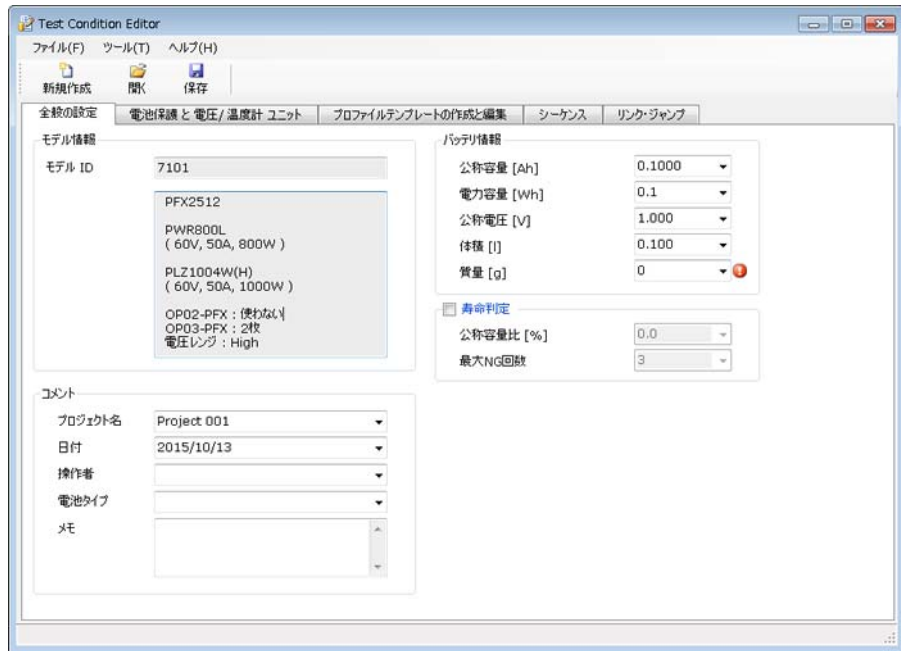 Test Condition Editor
ファイル(F) ツール(T) ヘルプ(H)
新規作成 開く 保存
全般の設定 電池保護 と 電圧/温度計 ユニット プロファイルテンプレートの作成と編集 シーケンス リンク・ジャンプ
モデル情報
モデル ID 7101
PFX2512
PWR800L
( 60V, 50A, 800W )
PLZ1004W(H)
( 60V, 50A, 1000W )
OP02-PFX : 使わない
OP03-PFX : 2枚
電圧レンジ : High
コメント
プロジェクト名 Project 001
日付 2015/10/13
操作者
電池タイプ
メモ
バッテリ情報
公称容量 [Ah] 0.1000
電力容量 [Wh] 0.1
公称電圧 [V] 1.000
体積 [l] 0.100
質量 [g] 0
寿命判定
公称容量比 [%] 0.0
最大NG回数 3